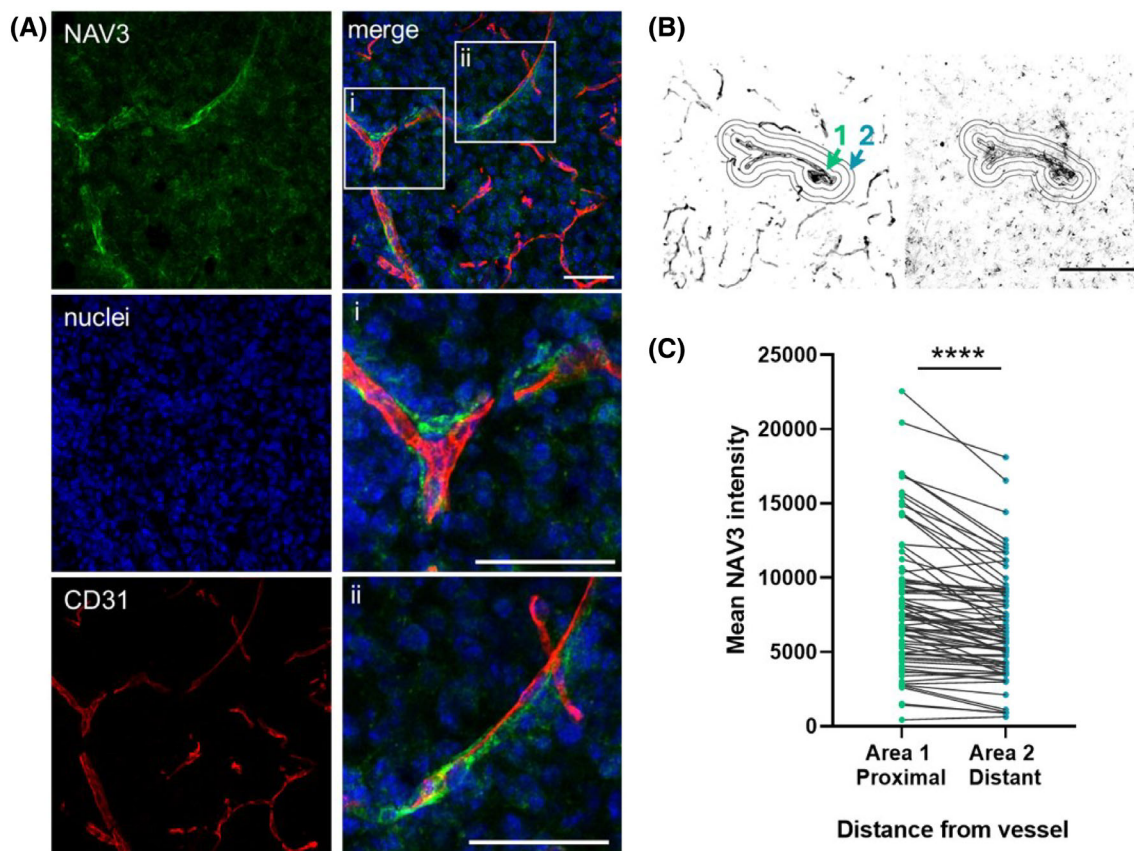 (A)
NAV3
merge
ii
i
nuclei
i
CD31
ii
(B)
1 2
(C)
****
25000
20000
15000
10000
5000
0
Mean NAV3 intensity
Area 1 Area 2
Proximal Distant
Distance from vessel